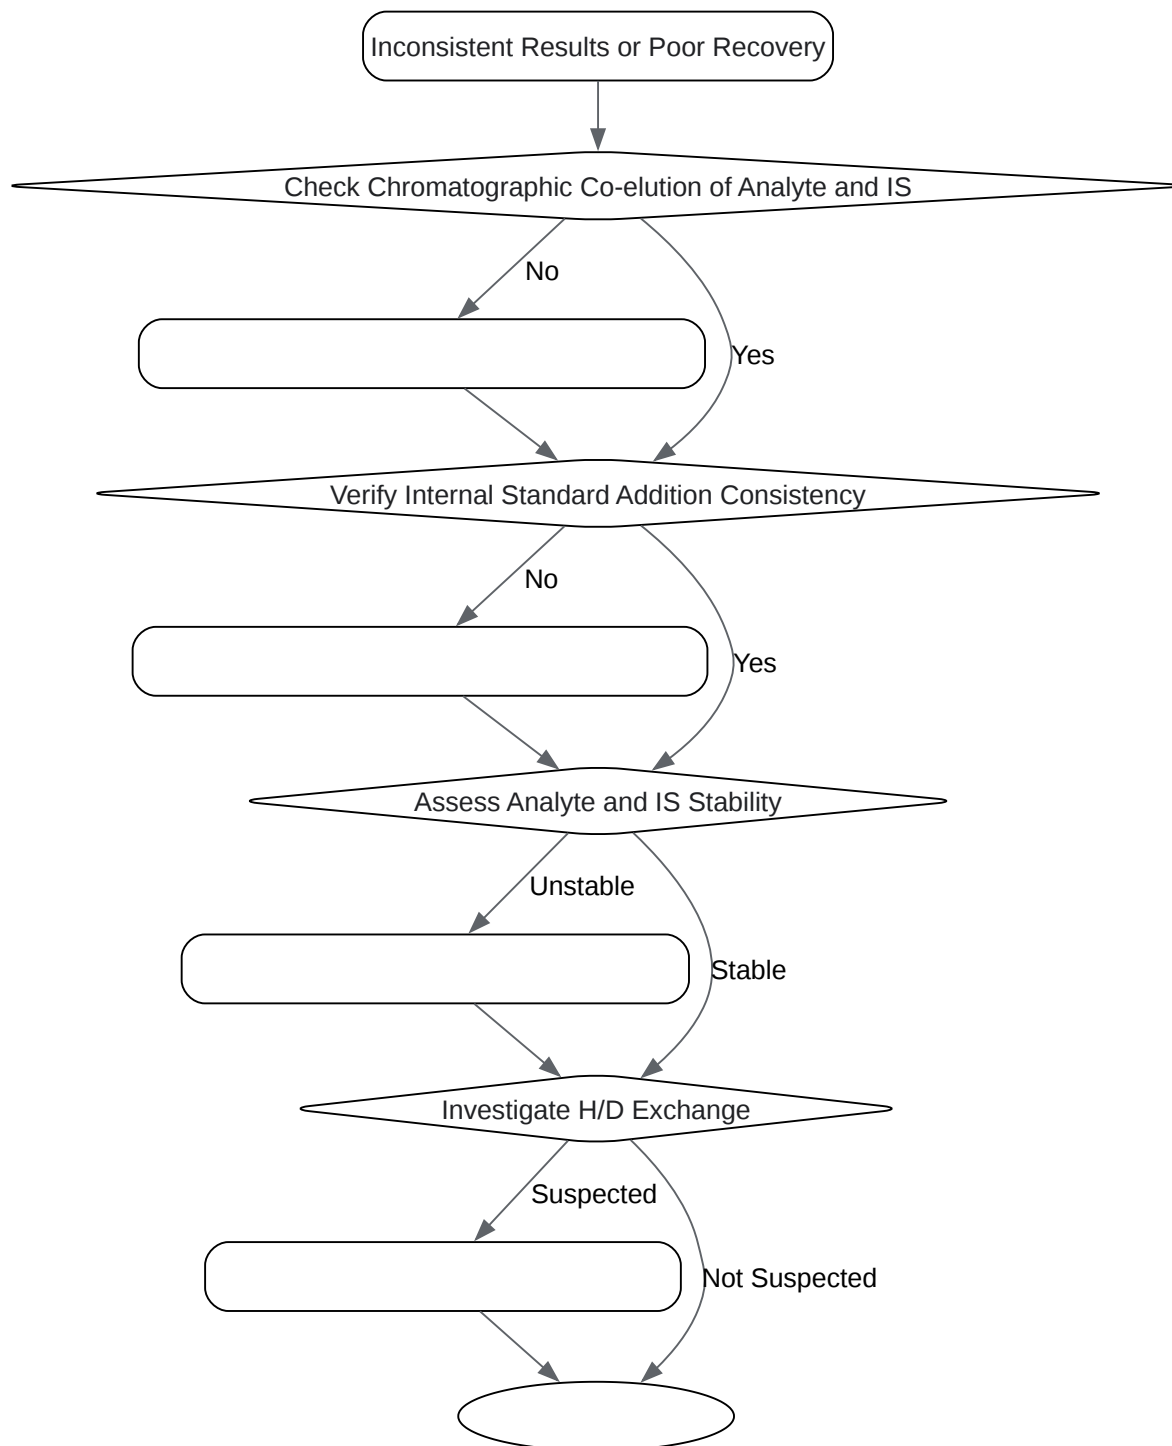 Inconsistent Results or Poor Recovery
Check Chromatographic Co-elution of Analyte and IS
No
Yes
Verify Internal Standard Addition Consistency
No
Yes
Assess Analyte and IS Stability
Unstable
Stable
Investigate H/D Exchange
Suspected
Not Suspected